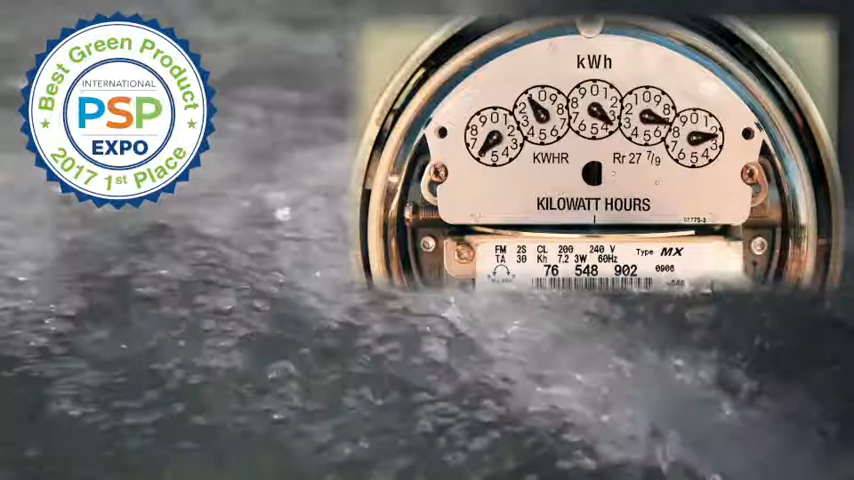 Best Green Product
INTERNATIONAL
PSP
EXPO
2017 1st Place
kWh
KWHR
Rr 27 7/9
KILOWATT HOURS
FM 2S CL 200 240 V Type MX
TA 30 Kh 7.2 3W 60Hz
76 548 902 0906